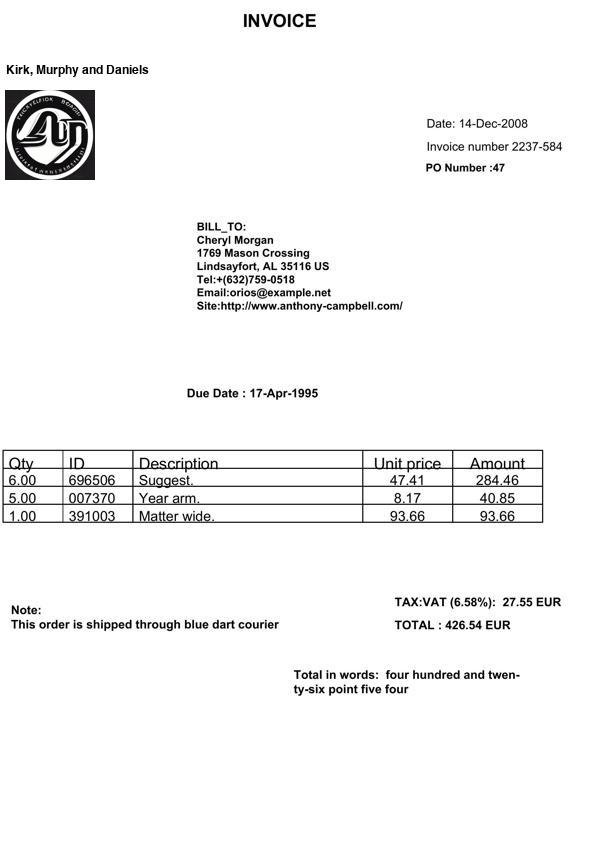 INVOICE
Kirk, Murphy and Daniels
Date: 14-Dec-2008
Invoice number 2237-584
PO Number :47
BILL_TO:
Cheryl Morgan
1769 Mason Crossing
Lindsayfort, AL 35116 US
Tel:+(632)759-0518
Email:orios@example.net
Site:http://www.anthony-campbell.com/
Due Date : 17-Apr-1995
Qty ID Description Unit price Amount
6.00 696506 Suggest. 47.41 284.46
5.00 007370 Year arm. 8.17 40.85
1.00 391003 Matter wide. 93.66 93.66
TAX:VAT (6.58%): 27.55 EUR
TOTAL : 426.54 EUR
Note:
This order is shipped through blue dart courier
Total in words: four hundred and twen-
ty-six point five four